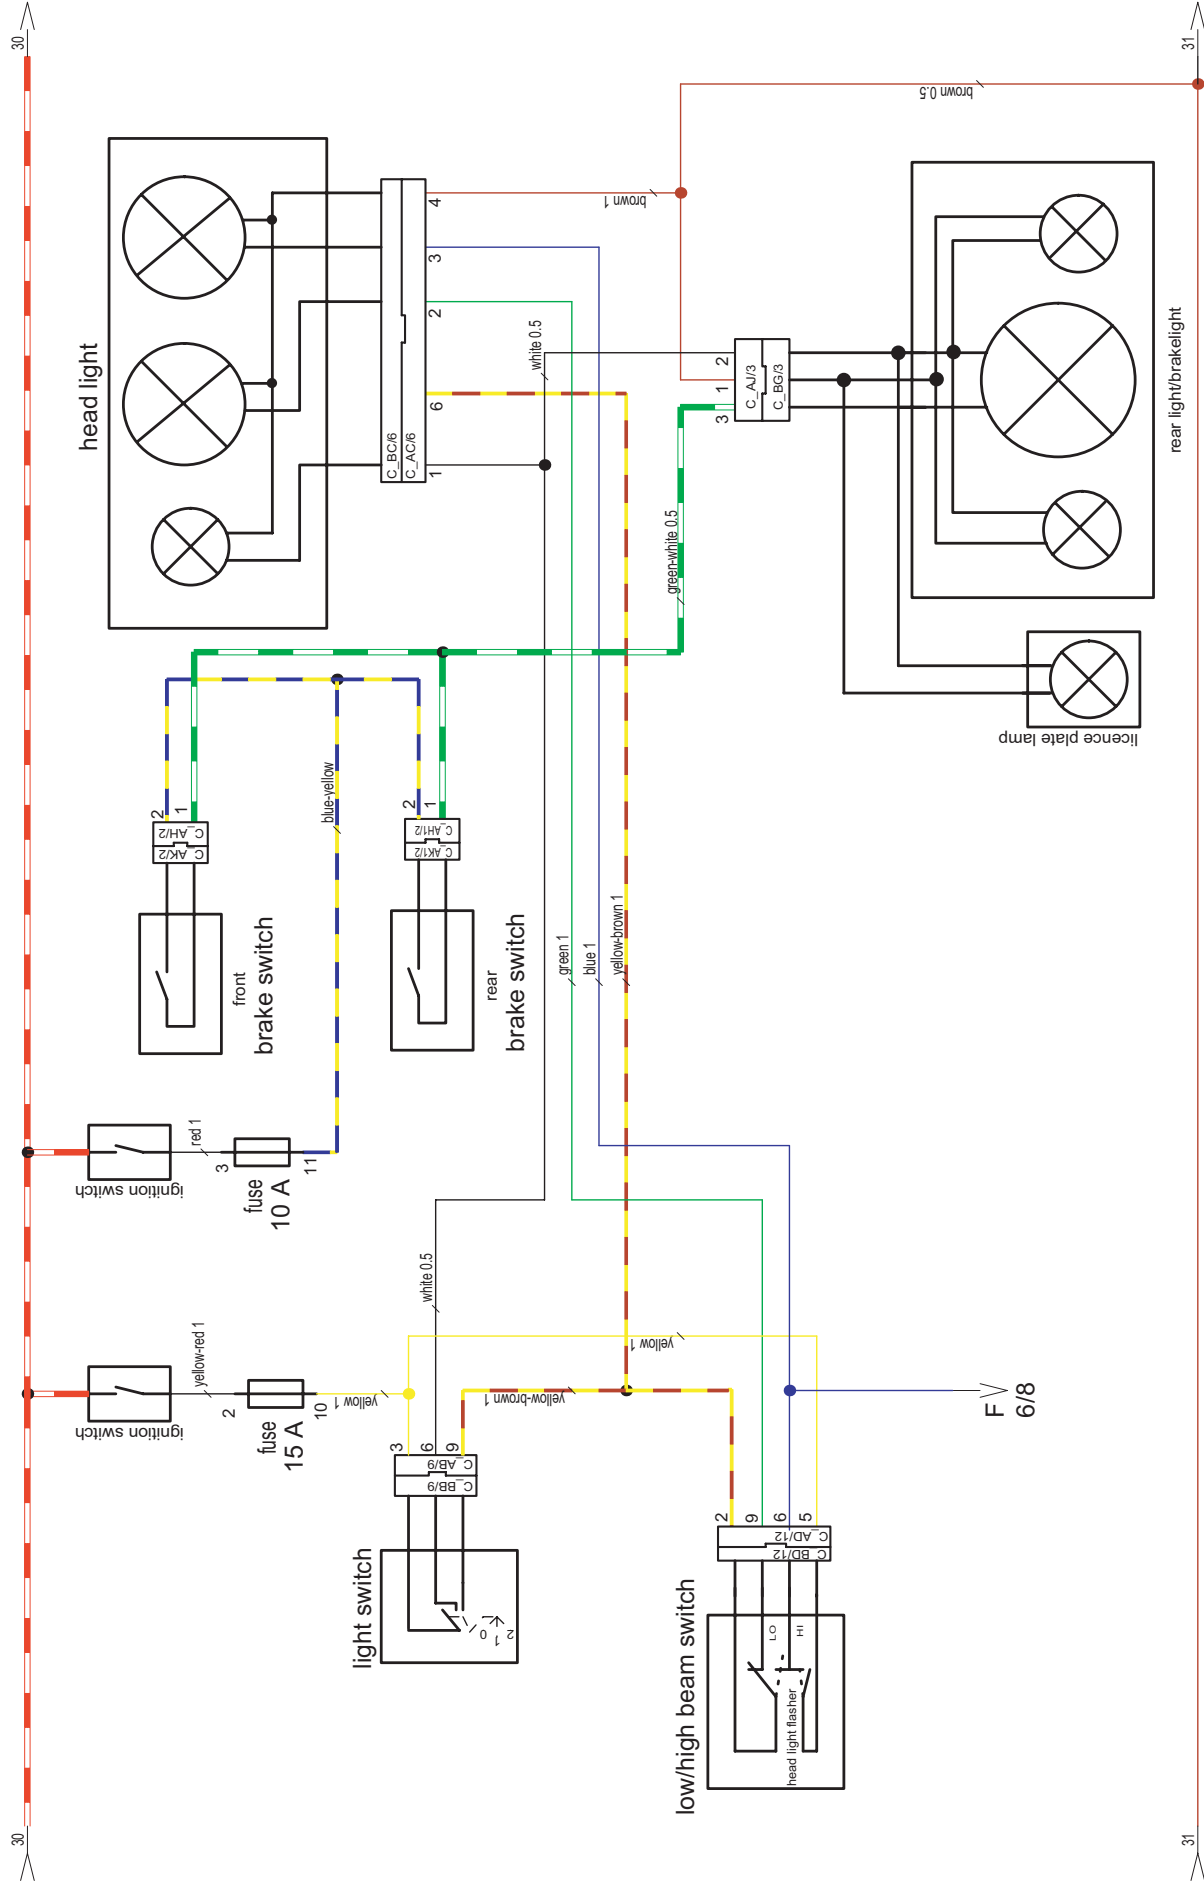 30
31
head light
C_BC/6
C_AC/6
4
3
2
6
1
brown 1
brown 0.5
white 0.5
2
1
3
C_AJ/3
C_BG/3
rear light/brakelight
licence plate lamp
green-white 0.5
blue-yellow
2
1
C_AH/2
C_AK/2
front
brake switch
2
1
C_AH1/2
C_AK1/2
rear
brake switch
green 1
blue 1
yellow-brown 1
ignition switch
red 1
3
11
fuse
10 A
ignition switch
yellow-red 1
2
10
fuse
15 A
yellow 1
white 0.5
yellow 1
yellow-brown 1
3
6
9
C_AB/9
C_BB/9
light switch
2
1
0
F
6/8
2
9
6
5
C_AD/12
C_BD/12
low/high beam switch
LO
HI
head light flasher
30
31